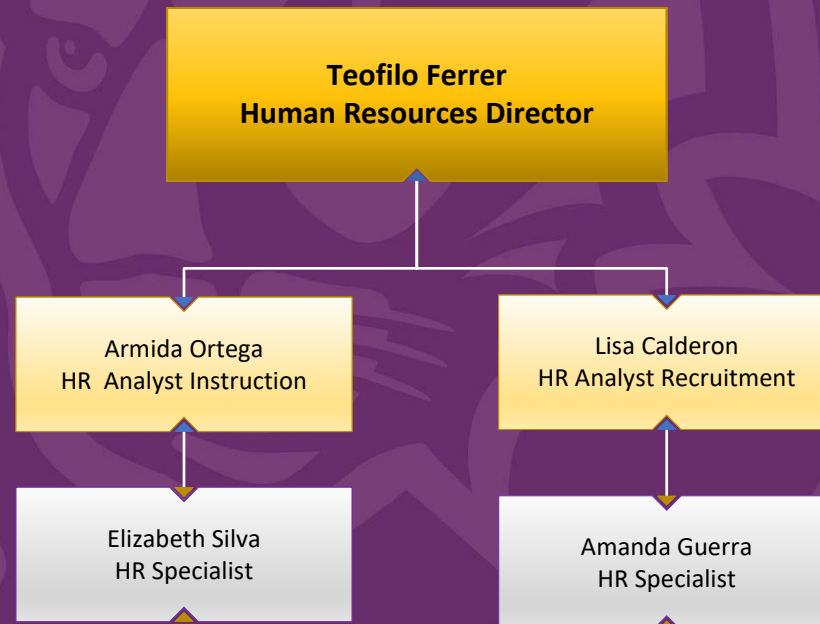 Teofilo Ferrer
Human Resources Director
Armida Ortega
HR  Analyst Instruction
Lisa Calderon
HR Analyst Recruitment
Elizabeth Silva
HR Specialist
Amanda Guerra
HR Specialist